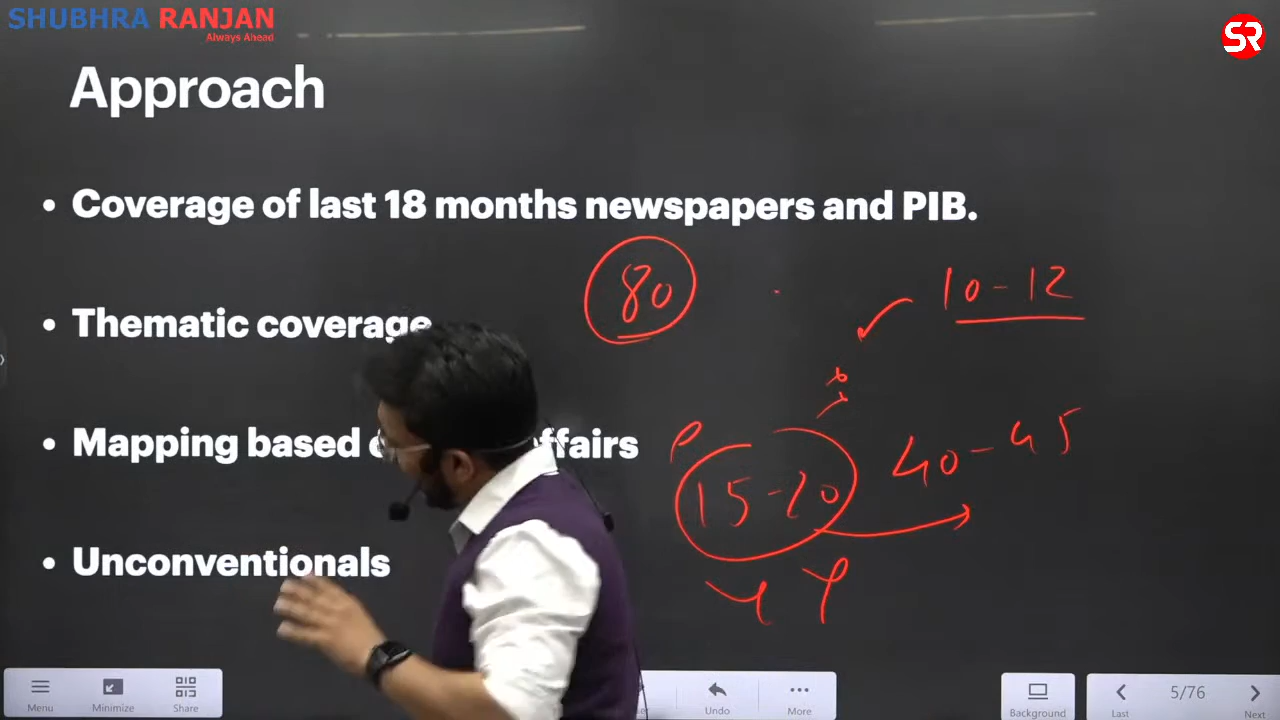 SHUBHRA RANJAN
Always Ahead
SR
Approach
• Coverage of last 18 months newspapers and PIB.
80
10-12
• Thematic coverage
• Mapping based ffairs
P
15-20
40-45
• Unconventionals
Menu
Minimize
Share
Undo
More
Background
Last
5/76
Next